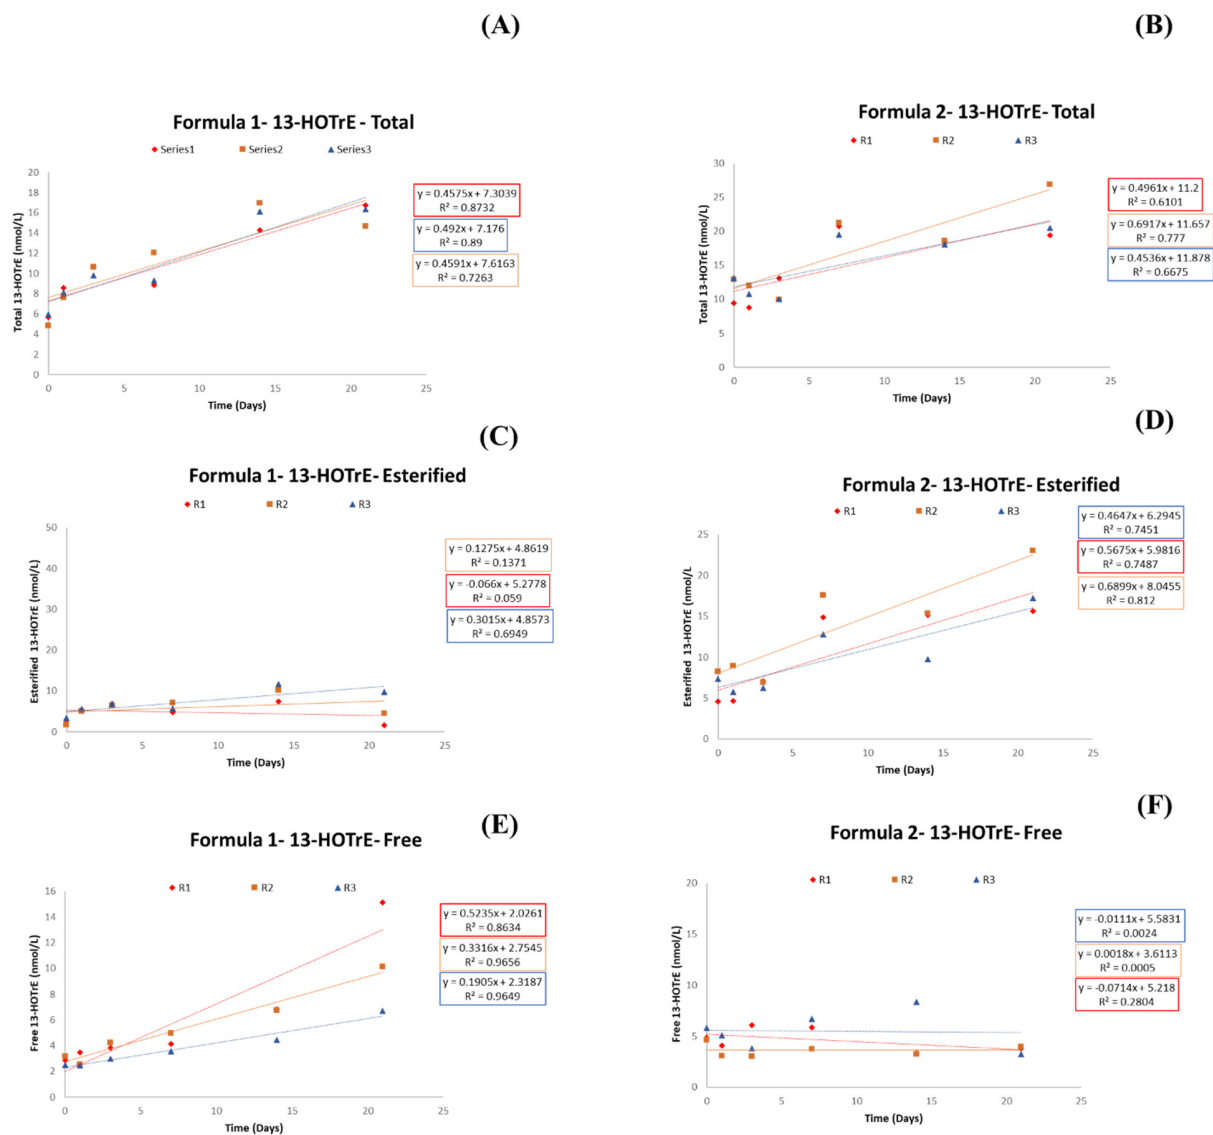 (A)
Formula 1- 13-HOTrE - Total
Series1 Series2 Series3
20
18
16
14
12
10
8
6
4
2
0
Total 13-HOTrE (nmol/L)
0 5 10 15 20 25
Time (Days)
y = 0.4575x + 7.3039
R² = 0.8732
y = 0.492x + 7.176
R² = 0.89
y = 0.4591x + 7.6163
R² = 0.7263
(B)
Formula 2- 13-HOTrE- Total
R1 R2 R3
30
25
20
15
10
5
0
Total 13-HOTrE (nmol/L)
0 5 10 15 20 25
Time (Days)
y = 0.4961x + 11.2
R² = 0.6101
y = 0.6917x + 11.657
R² = 0.777
y = 0.4536x + 11.878
R² = 0.6675
(C)
Formula 1- 13-HOTrE- Esterified
R1 R2 R3
50
40
30
20
10
0
Esterified 13-HOTrE (nmol/L)
0 5 10 15 20 25
Time (Days)
y = 0.1275x + 4.8619
R² = 0.1371
y = -0.066x + 5.2778
R² = 0.059
y = 0.3015x + 4.8573
R² = 0.6949
(D)
Formula 2- 13-HOTrE- Esterified
R1 R2 R3
25
20
15
10
5
0
Esterified 13-HOTrE (nmol/L
0 5 10 15 20 25
Time (Days)
y = 0.4647x + 6.2945
R² = 0.7451
y = 0.5675x + 5.9816
R² = 0.7487
y = 0.6899x + 8.0455
R² = 0.812
(E)
Formula 1- 13-HOTrE- Free
R1 R2 R3
16
14
12
10
8
6
4
2
0
Free 13-HOTrE (nmol/L)
0 5 10 15 20 25
Time (Days)
y = 0.5235x + 2.0261
R² = 0.8634
y = 0.3316x + 2.7545
R² = 0.9656
y = 0.1905x + 2.3187
R² = 0.9649
(F)
Formula 2- 13-HOTrE- Free
R1 R2 R3
20
15
10
5
0
Free 13-HOTrE (nmol/L)
0 5 10 15 20 25
Time (Days)
y = -0.0111x + 5.5831
R² = 0.0024
y = 0.0018x + 3.6113
R² = 0.0005
y = -0.0714x + 5.218
R² = 0.2804